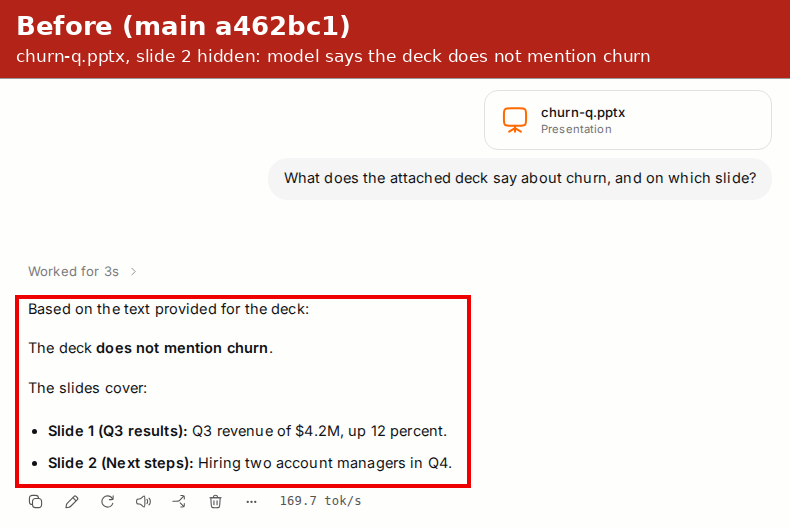 Before (main a462bc1)
churn-q.pptx, slide 2 hidden: model says the deck does not mention churn
churn-q.pptx
Presentation
What does the attached deck say about churn, and on which slide?
Worked for 3s
Based on the text provided for the deck:
The deck does not mention churn.
The slides cover:
• Slide 1 (Q3 results): Q3 revenue of $4.2M, up 12 percent.
• Slide 2 (Next steps): Hiring two account managers in Q4.
169.7 tok/s